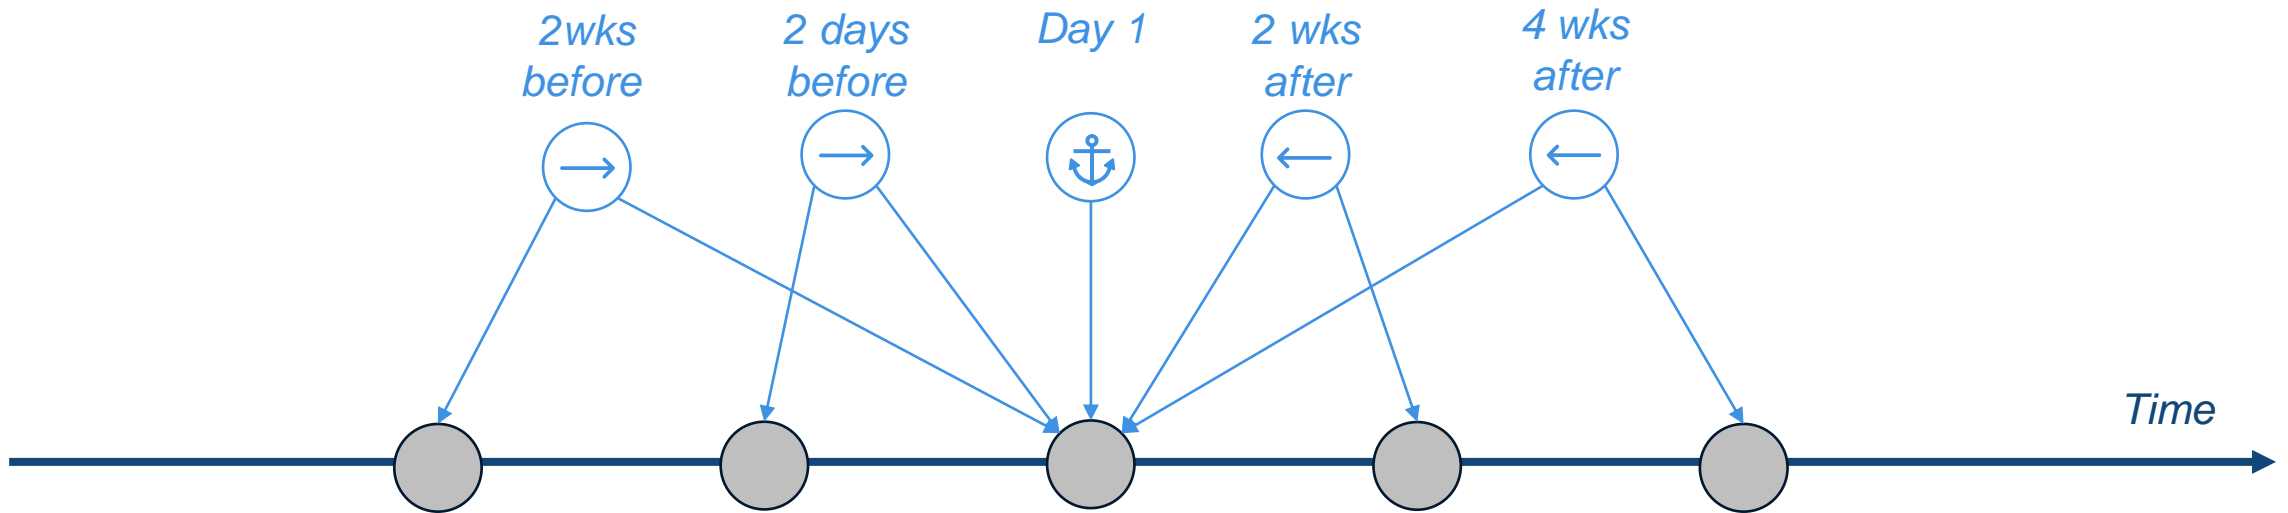 2wks
before
2 days
before
Day 1
2 wks
after
4 wks
after
Time